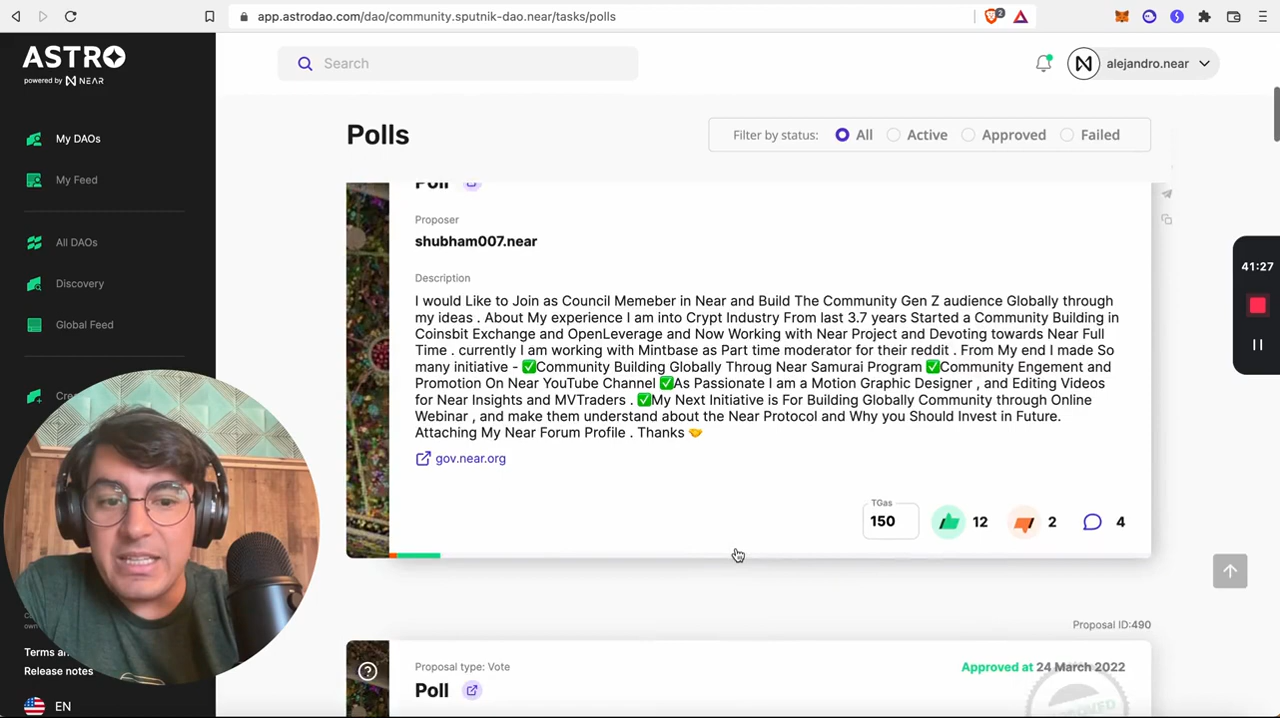 app.astrodao.com/dao/community.sputnik-dao.near/tasks/polls
2
ASTRO
powered by NEAR
Search
alejandro.near
My DAOs
My Feed
All DAOs
Discovery
Global Feed
Terms
Release notes
EN
Polls
Filter by status:
All
Active
Approved
Failed
Poll
Proposer
shubham007.near
Description
I would Like to Join as Council Memeber in Near and Build The Community Gen Z audience Globally through
my ideas . About My experience I am into Crypt Industry From last 3.7 years Started a Community Building in
Coinsbit Exchange and OpenLeverage and Now Working with Near Project and Devoting towards Near Full
Time . currently I am working with Mintbase as Part time moderator for their reddit . From My end I made So
many initiative - ✅Community Building Globally Throug Near Samurai Program ✅Community Engement and
Promotion On Near YouTube Channel ✅As Passionate I am a Motion Graphic Designer , and Editing Videos
for Near Insights and MVTraders . ✅My Next Initiative is For Building Globally Community through Online
Webinar , and make them understand about the Near Protocol and Why you Should Invest in Future.
Attaching My Near Forum Profile . Thanks 🤝
gov.near.org
TGas
150
12
2
4
41:27
Proposal ID:490
Proposal type: Vote
Approved at 24 March 2022
Poll